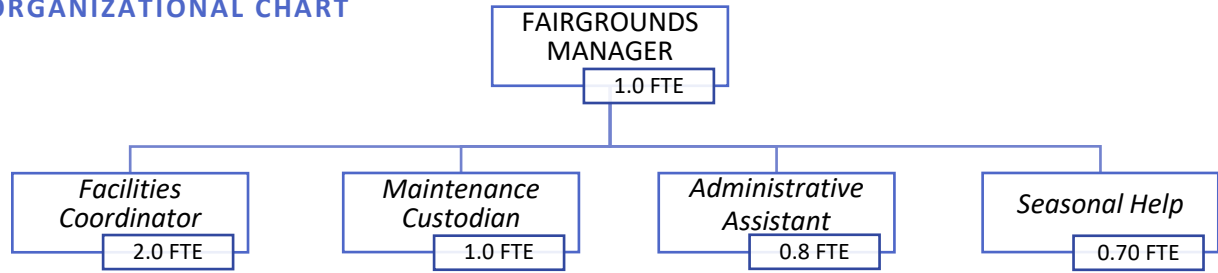 ORGANIZATIONAL CHART
FAIRGROUNDS
MANAGER
1.0 FTE
Facilities
Coordinator
2.0 FTE
Maintenance
Custodian
1.0 FTE
Administrative
Assistant
0.8 FTE
Seasonal Help
0.70 FTE